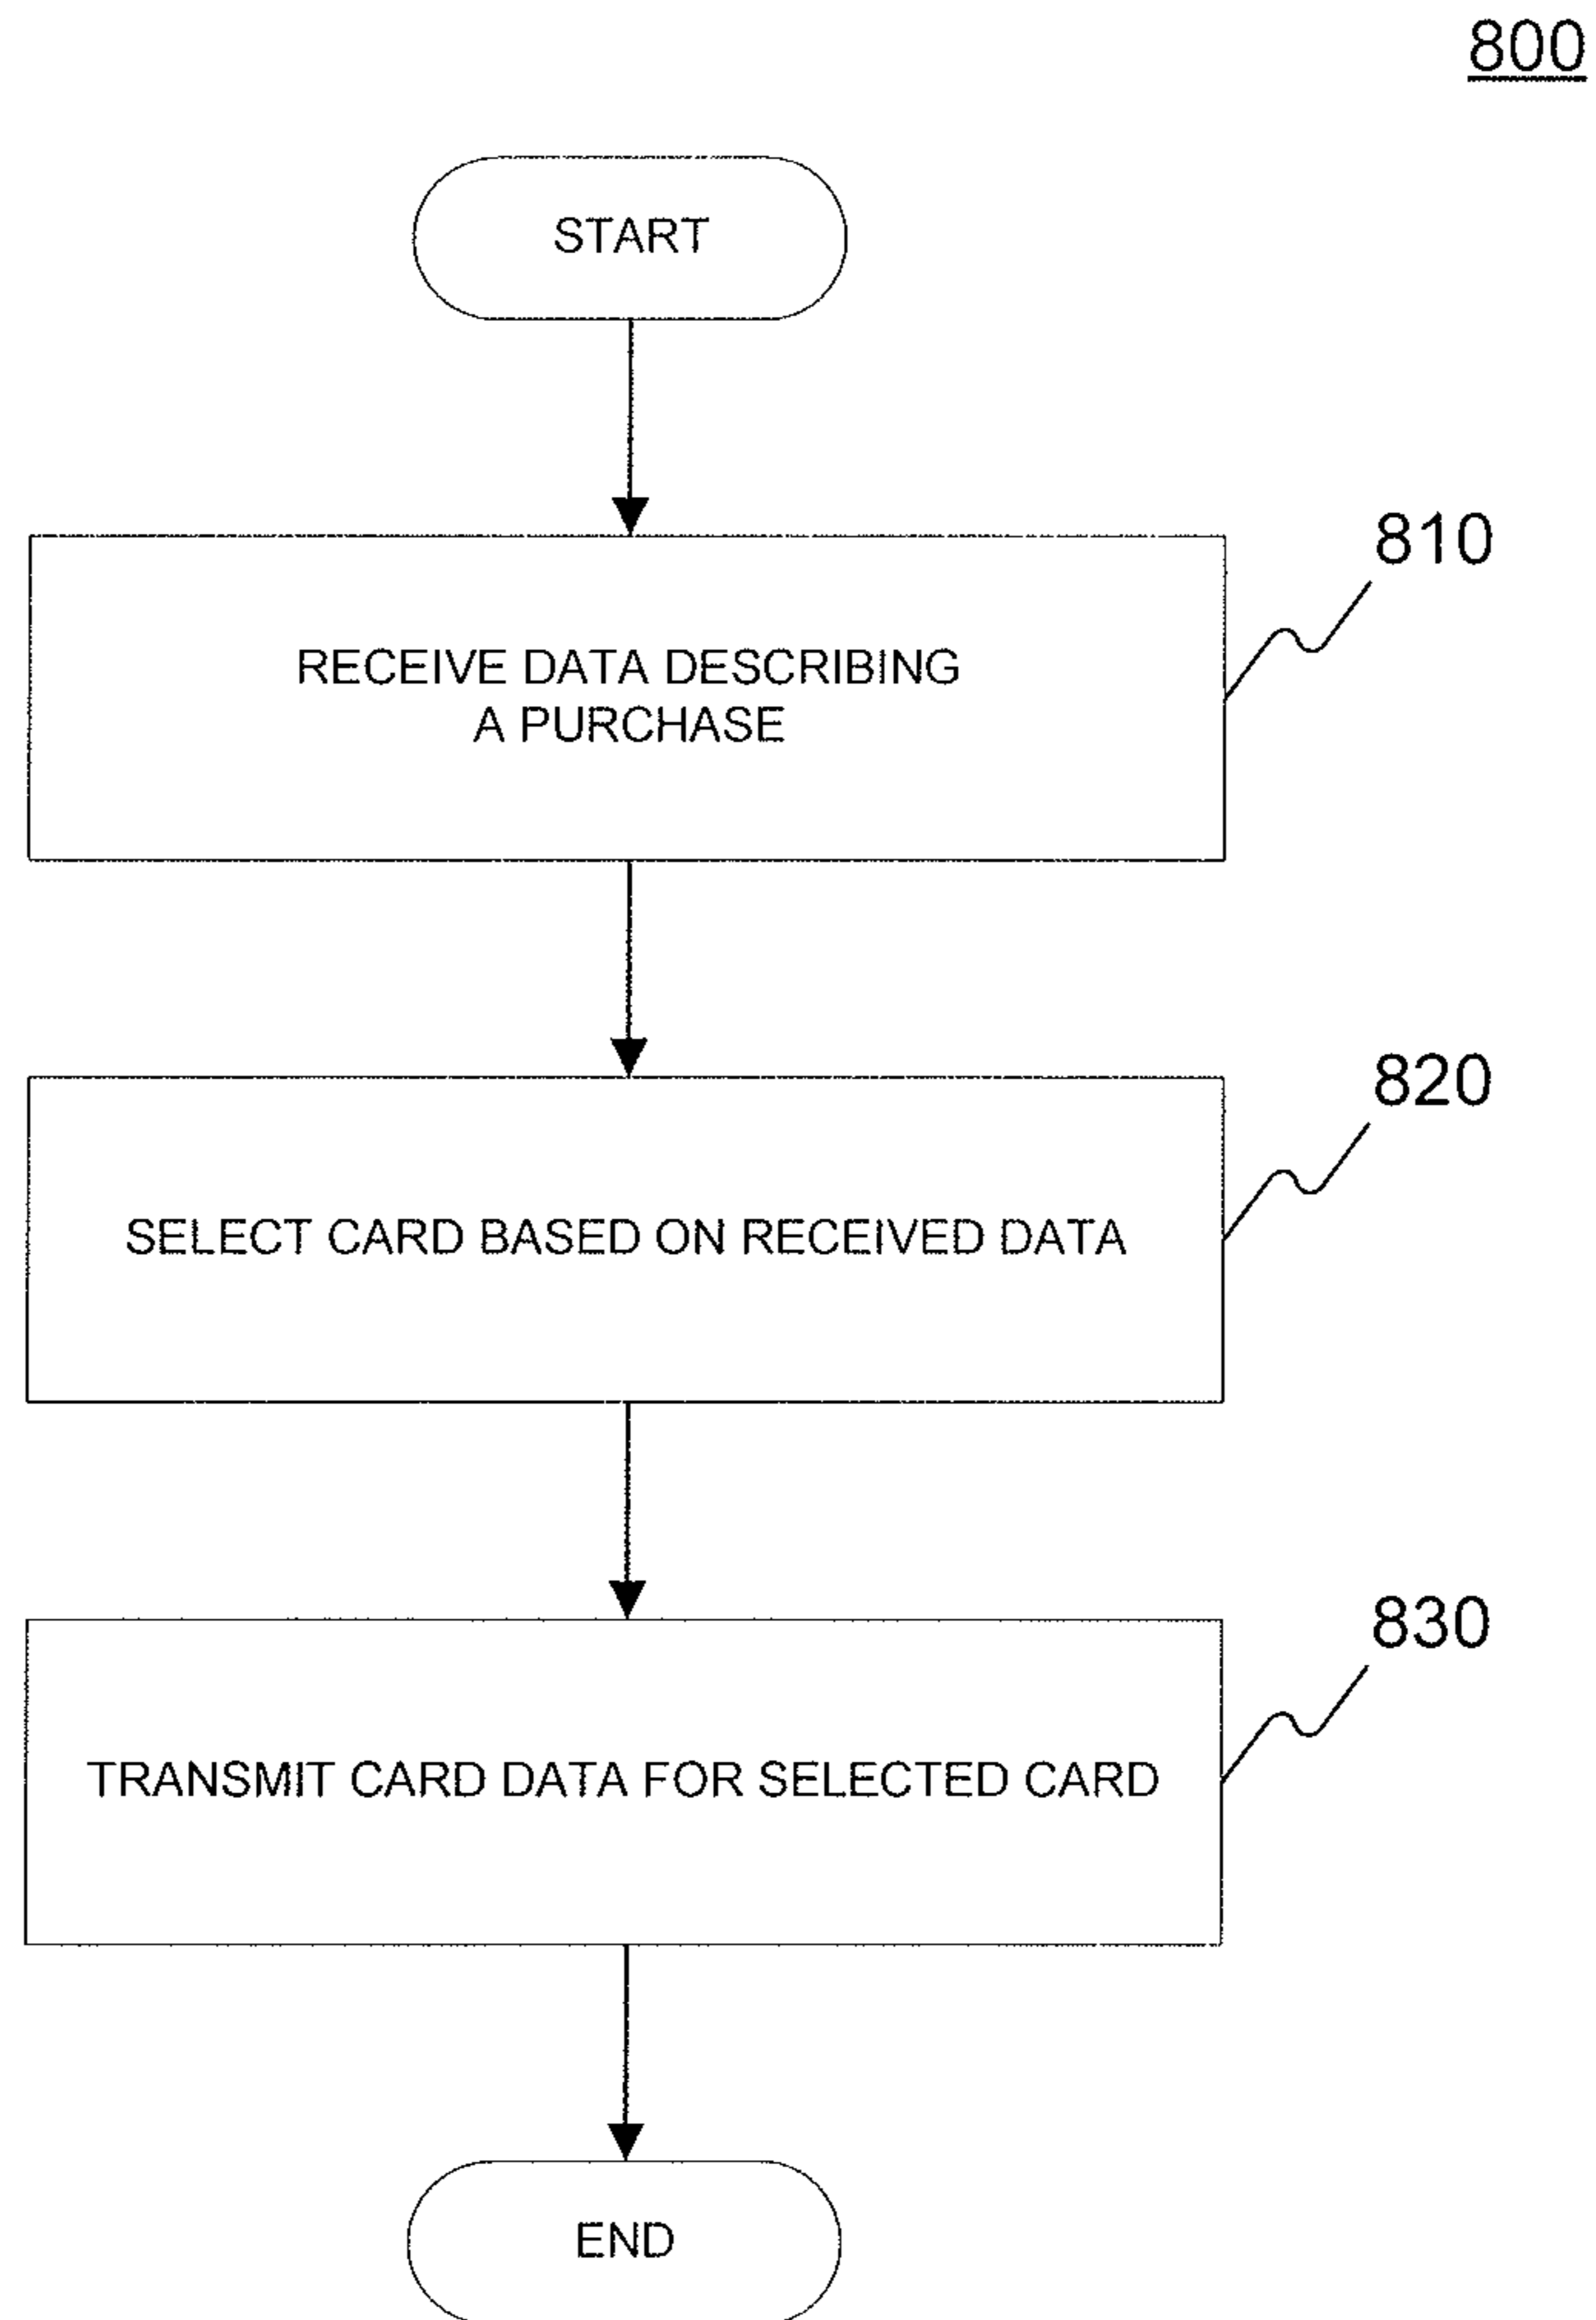 800
START
810
RECEIVE DATA DESCRIBING
A PURCHASE
820
SELECT CARD BASED ON RECEIVED DATA
830
TRANSMIT CARD DATA FOR SELECTED CARD
END